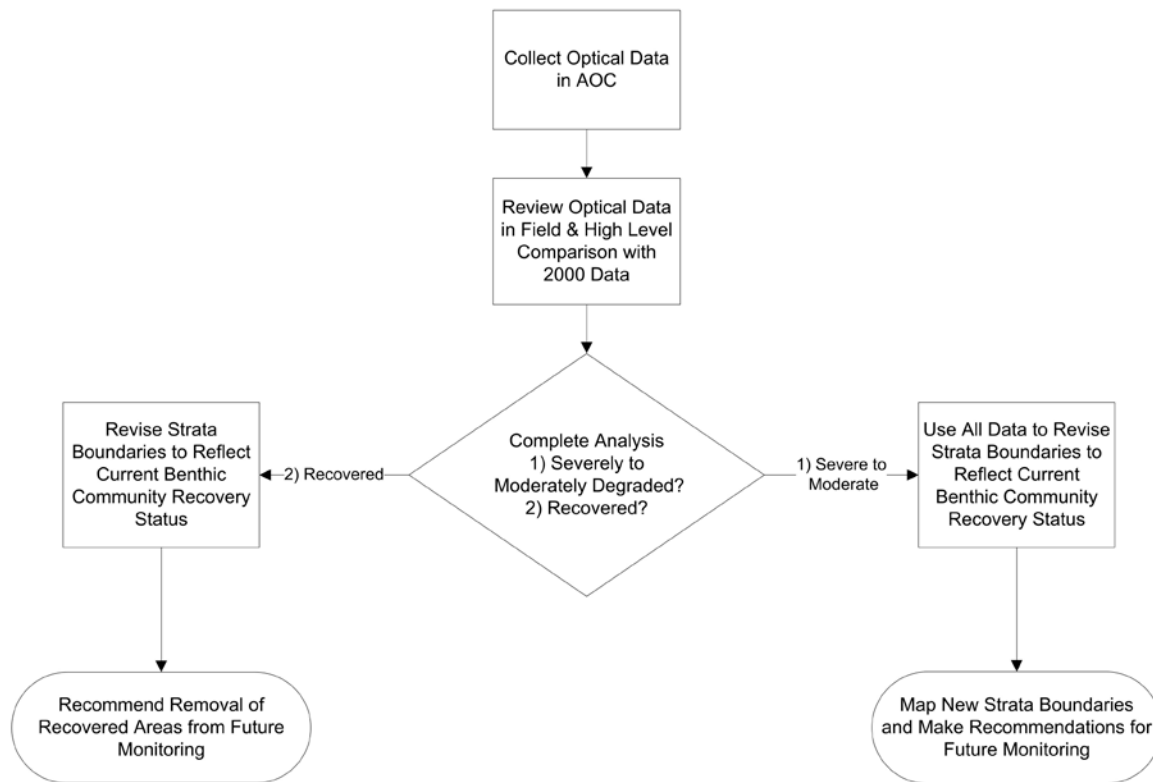 Collect Optical Data
in AOC
Review Optical Data
in Field & High Level
Comparison with
2000 Data
Complete Analysis
1) Severely to
Moderately Degraded?
2) Recovered?
2) Recovered
1) Severe to
Moderate
Revise Strata
Boundaries to Reflect
Current Benthic
Community Recovery
Status
Use All Data to Revise
Strata Boundaries to
Reflect Current
Benthic Community
Recovery Status
Recommend Removal of
Recovered Areas from Future
Monitoring
Map New Strata Boundaries
and Make Recommendations for
Future Monitoring